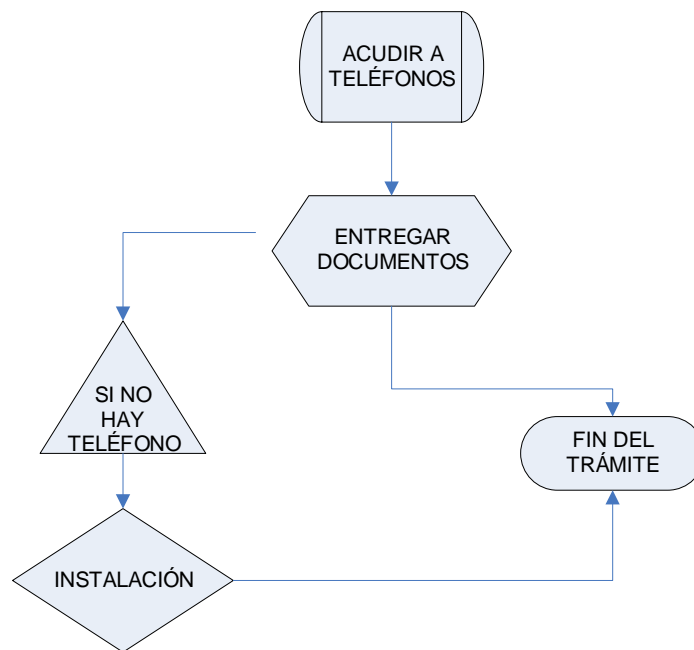 ACUDIR A
TELÉFONOS
ENTREGAR
DOCUMENTOS
SI NO
HAY
TELÉFONO
FIN DEL
TRÁMITE
INSTALACIÓN